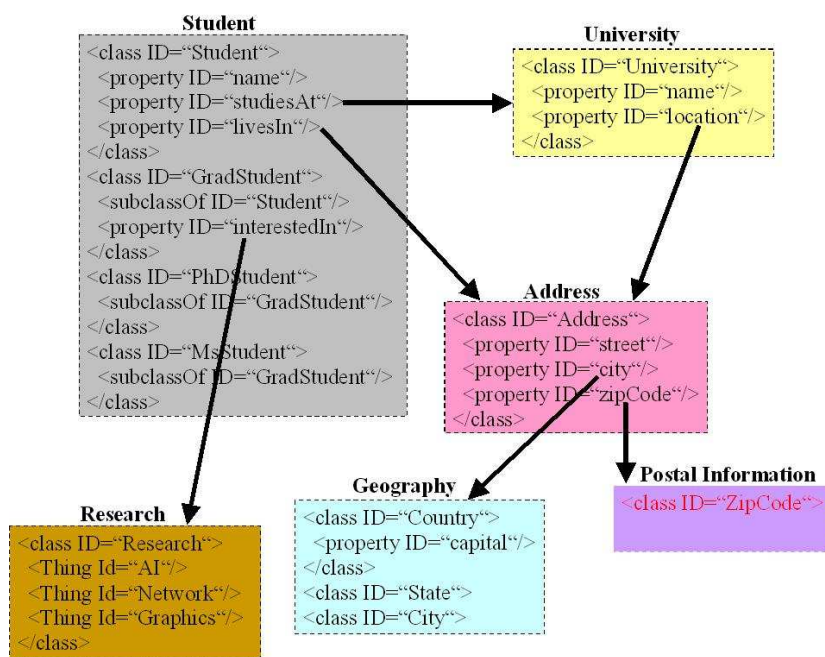 Student
<class ID=“Student“>
<property ID=“name“/>
<property ID=“studiesAt“/>
<property ID=“livesIn“/>
</class>
<class ID=“GradStudent“>
<subclassOf ID=“Student“/>
<property ID=“interestedIn“/>
</class>
<class ID=“PhDStudent“>
<subclassOf ID=“GradStudent“/>
</class>
<class ID=“MsStudent“>
<subclassOf ID=“GradStudent“/>
</class>
University
<class ID=“University“>
<property ID=“name“/>
<property ID=“location“/>
</class>
Address
<class ID=“Address“>
<property ID=“street“/>
<property ID=“city“/>
<property ID=“zipCode“/>
</class>
Postal Information
<class ID=“ZipCode“>
Geography
<class ID=“Country“>
<property ID=“capital“/>
</class>
<class ID=“State“>
<class ID=“City“>
Research
<class ID=“Research“>
<Thing Id=“AI“/>
<Thing Id=“Network“/>
<Thing Id=“Graphics“/>
</class>